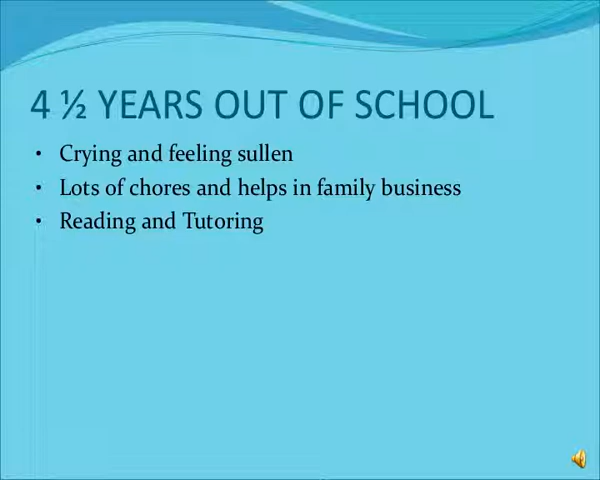 4 ½ YEARS OUT OF SCHOOL
• Crying and feeling sullen
• Lots of chores and helps in family business
• Reading and Tutoring